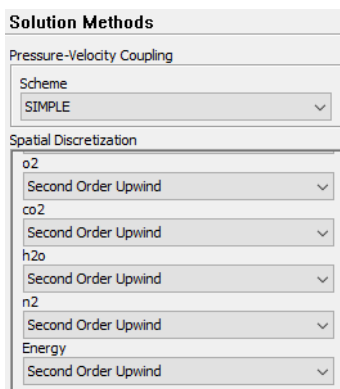 Solution Methods
Pressure-Velocity Coupling
Scheme
SIMPLE
Spatial Discretization
o2
Second Order Upwind
co2
Second Order Upwind
h2o
Second Order Upwind
n2
Second Order Upwind
Energy
Second Order Upwind